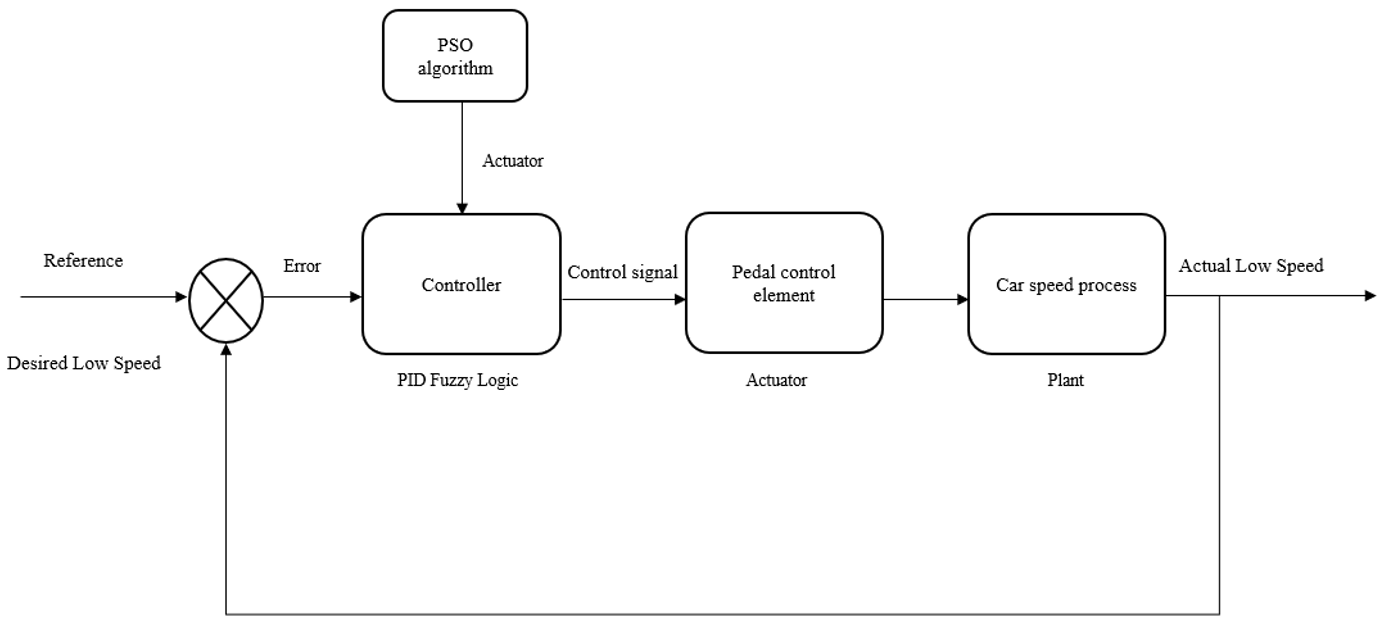 PSO
algorithm
Actuator
Reference
Error
Controller
Control signal
Pedal control
element
Car speed process
Actual Low Speed
Desired Low Speed
PID Fuzzy Logic
Actuator
Plant